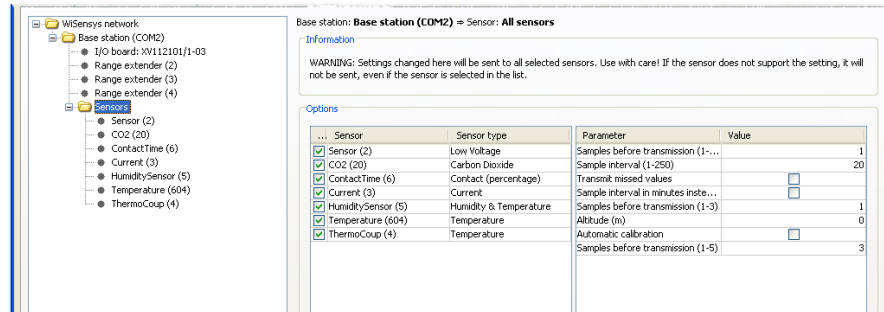 WiSensys network
Base station (COM2)
I/O board: XV112101/1-03
Range extender (2)
Range extender (3)
Range extender (4)
Sensors
Sensor (2)
CO2 (20)
ContactTime (6)
Current (3)
HumiditySensor (5)
Temperature (604)
ThermoCoup (4)
Base station: Base station (COM2) ⇒ Sensor: All sensors
Information
WARNING: Settings changed here will be sent to all selected sensors. Use with care! If the sensor does not support the setting, it will
not be sent, even if the sensor is selected in the list.
Options
... Sensor Sensor type Parameter Value
Sensor (2) Low Voltage Samples before transmission (1-... 1
CO2 (20) Carbon Dioxide Sample interval (1-250) 20
ContactTime (6) Contact (percentage) Transmit missed values
Current (3) Current Sample interval in minutes inste...
HumiditySensor (5) Humidity & Temperature Samples before transmission (1-3) 1
Temperature (604) Temperature Altitude (m) 0
ThermoCoup (4) Temperature Automatic calibration
Samples before transmission (1-5) 3